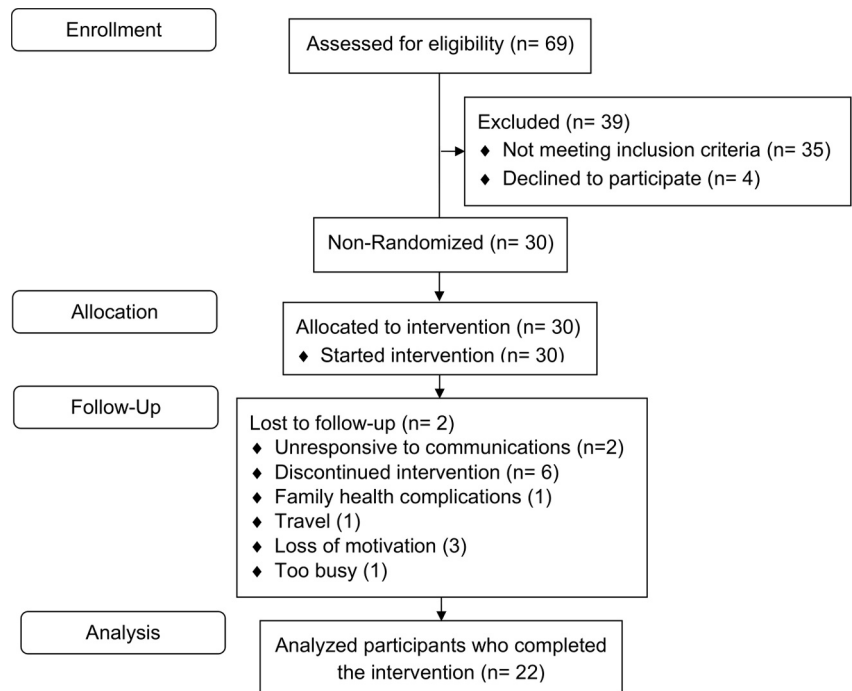 Enrollment
Assessed for eligibility (n= 69)
Excluded (n= 39)
♦ Not meeting inclusion criteria (n= 35)
♦ Declined to participate (n= 4)
Non-Randomized (n= 30)
Allocation
Allocated to intervention (n= 30)
♦ Started intervention (n= 30)
Follow-Up
Lost to follow-up (n= 2)
♦ Unresponsive to communications (n=2)
♦ Discontinued intervention (n= 6)
♦ Family health complications (1)
♦ Travel (1)
♦ Loss of motivation (3)
♦ Too busy (1)
Analysis
Analyzed participants who completed
the intervention (n= 22)